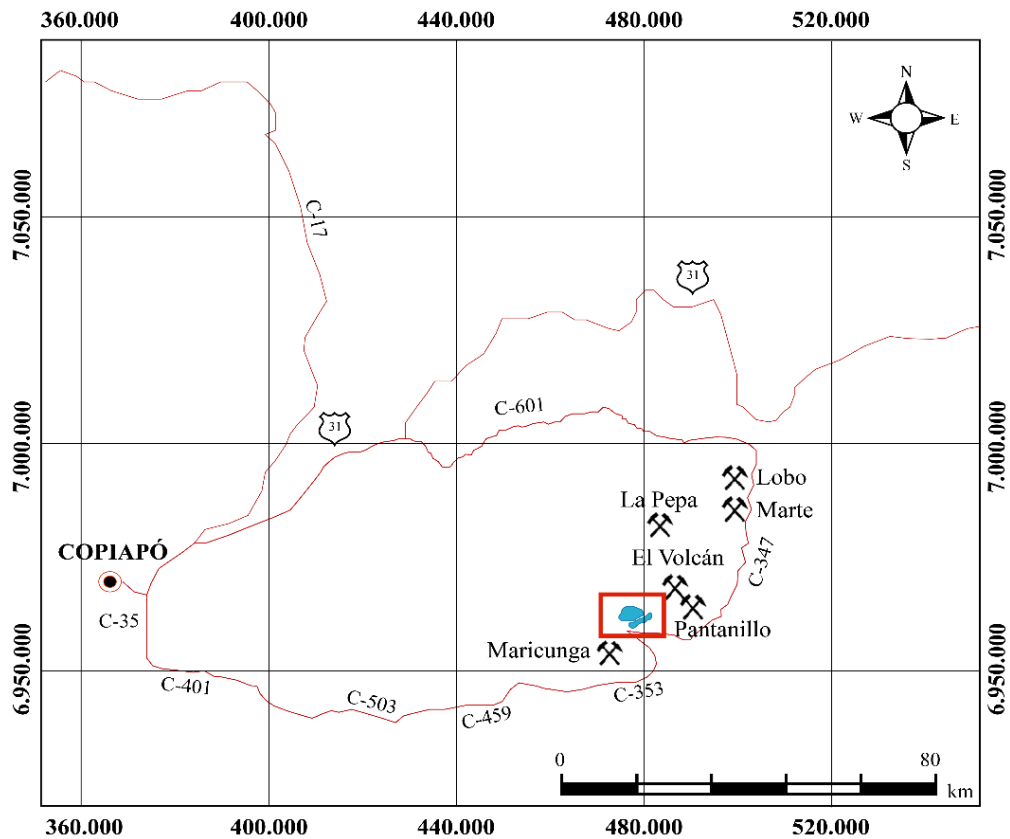 360.000
400.000
440.000
480.000
520.000
N
W
E
S
7.050.000
7.050.000
C-17
31
31
C-601
7.000.000
7.000.000
Lobo
La Pepa
Marte
COPIAPÓ
El Volcán
C-347
C-35
Pantanillo
Maricunga
6.950.000
6.950.000
C-401
C-353
C-503
C-459
0
80
km
360.000
400.000
440.000
480.000
520.000